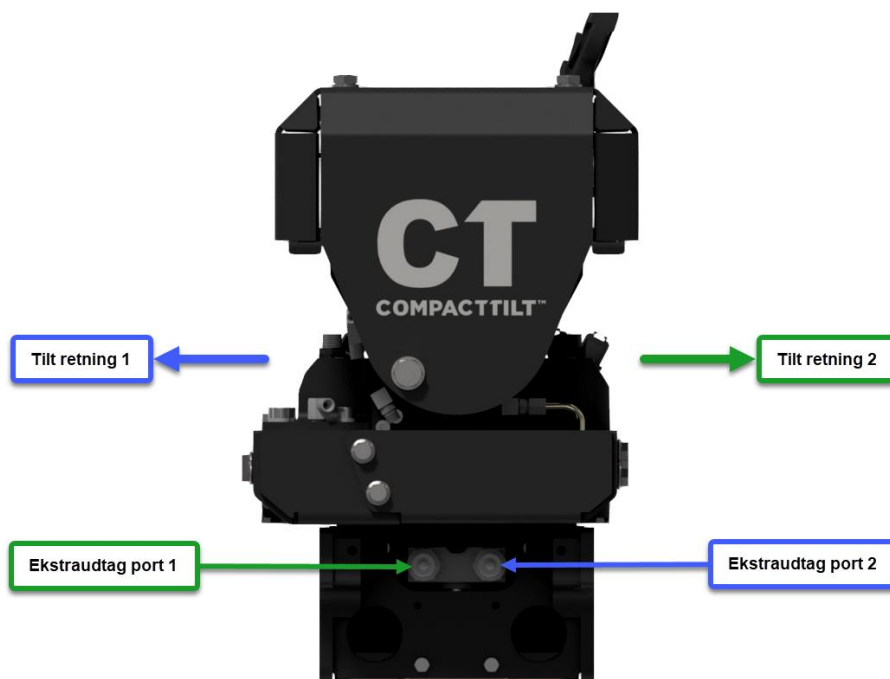 CT
COMPACTTILT™
Tilt retning 1
Tilt retning 2
Ekstraudtag port 1
Ekstraudtag port 2